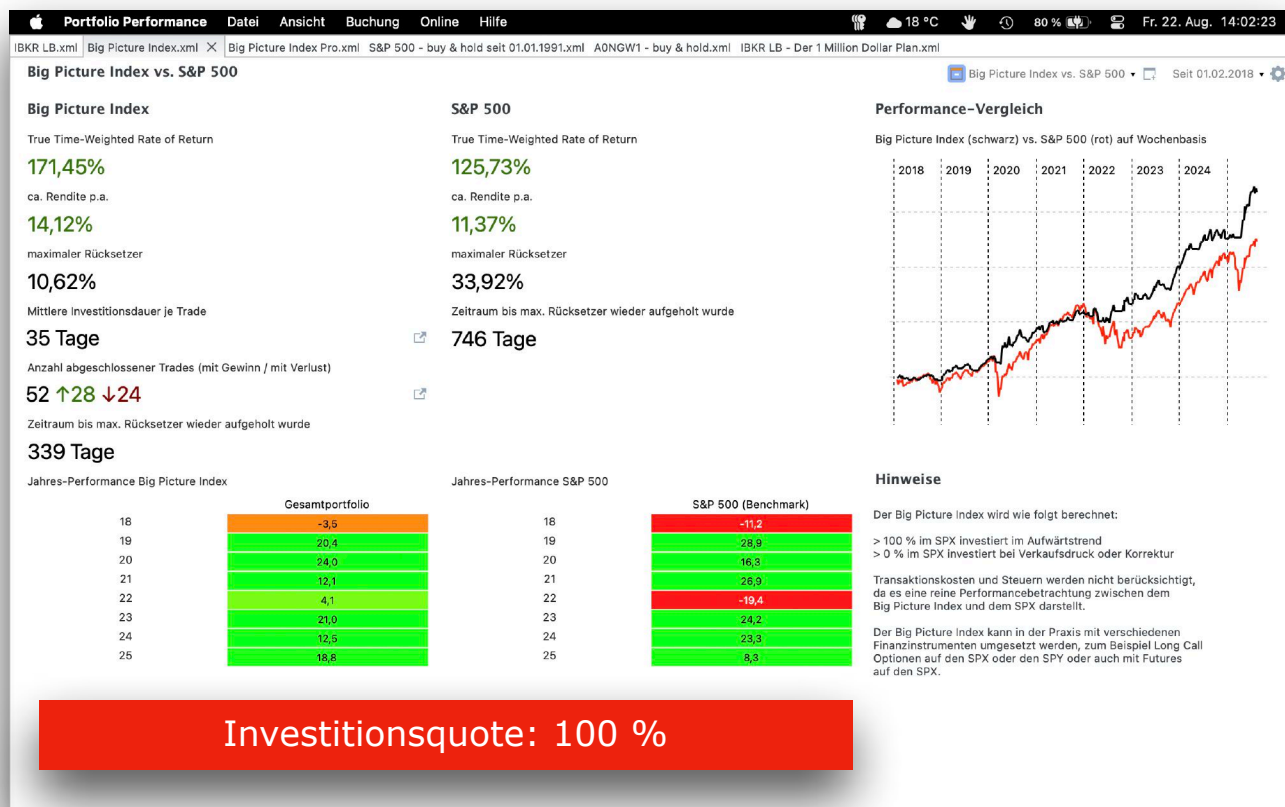 Portfolio Performance Datei Ansicht Buchung Online Hilfe 18 °C 80 % Fr. 22. Aug. 14:02:23
IBKR LB.xml Big Picture Index.xml Big Picture Index Pro.xml S&P 500 - buy & hold seit 01.01.1991.xml A0NGW1 - buy & hold.xml IBKR LB - Der 1 Million Dollar Plan.xml
Big Picture Index vs. S&P 500
Big Picture Index vs. S&P 500 Seit 01.02.2018
Big Picture Index
True Time-Weighted Rate of Return
171,45%
ca. Rendite p.a.
14,12%
maximaler Rücksetzer
10,62%
Mittlere Investitionsdauer je Trade
35 Tage
Anzahl abgeschlossener Trades (mit Gewinn / mit Verlust)
52 ↑28 ↓24
Zeitraum bis max. Rücksetzer wieder aufgeholt wurde
339 Tage
S&P 500
True Time-Weighted Rate of Return
125,73%
ca. Rendite p.a.
11,37%
maximaler Rücksetzer
33,92%
Zeitraum bis max. Rücksetzer wieder aufgeholt wurde
746 Tage
Performance-Vergleich
Big Picture Index (schwarz) vs. S&P 500 (rot) auf Wochenbasis
2018 2019 2020 2021 2022 2023 2024
Jahres-Performance Big Picture Index
Gesamtportfolio
18 -3,5
19 20,4
20 24,0
21 12,1
22 4,1
23 21,0
24 12,5
25 18,8
Jahres-Performance S&P 500
S&P 500 (Benchmark)
18 -11,2
19 28,9
20 16,3
21 26,9
22 -19,4
23 24,2
24 23,3
25 8,3
Hinweise
Der Big Picture Index wird wie folgt berechnet:
> 100 % im SPX investiert im Aufwärtstrend
> 0 % im SPX investiert bei Verkaufsdruck oder Korrektur
Transaktionskosten und Steuern werden nicht berücksichtigt,
da es eine reine Performancebetrachtung zwischen dem
Big Picture Index und dem SPX darstellt.
Der Big Picture Index kann in der Praxis mit verschiedenen
Finanzinstrumenten umgesetzt werden, zum Beispiel Long Call
Optionen auf den SPX oder den SPY oder auch mit Futures
auf den SPX.
Investitionsquote: 100 %